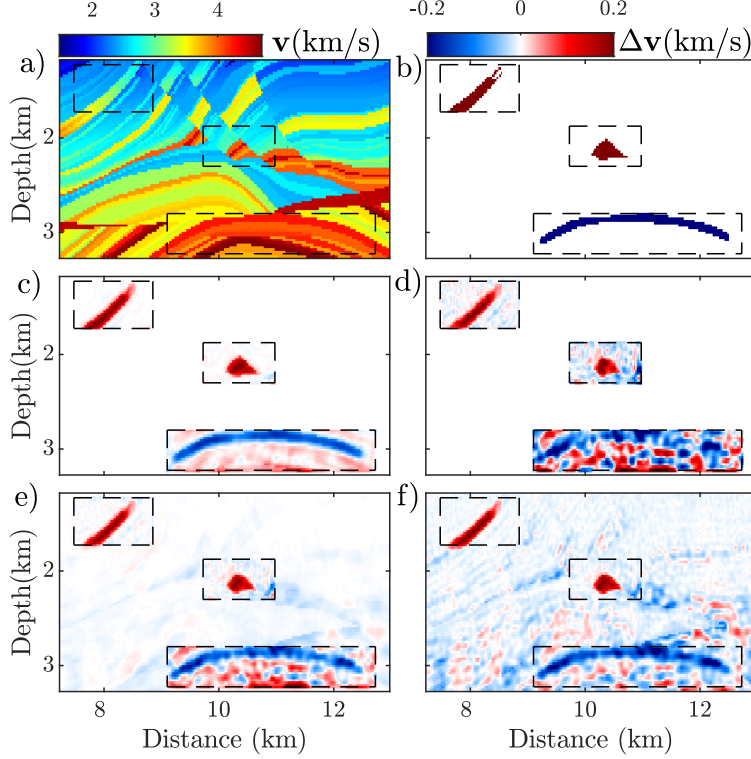 2 3 4 v(km/s)
-0.2 0 0.2 Δv(km/s)
a) b)
Depth(km)
2
3
c) d)
Depth(km)
2
3
e) f)
Depth(km)
2
3
8 10 12 8 10 12
Distance (km) Distance (km)